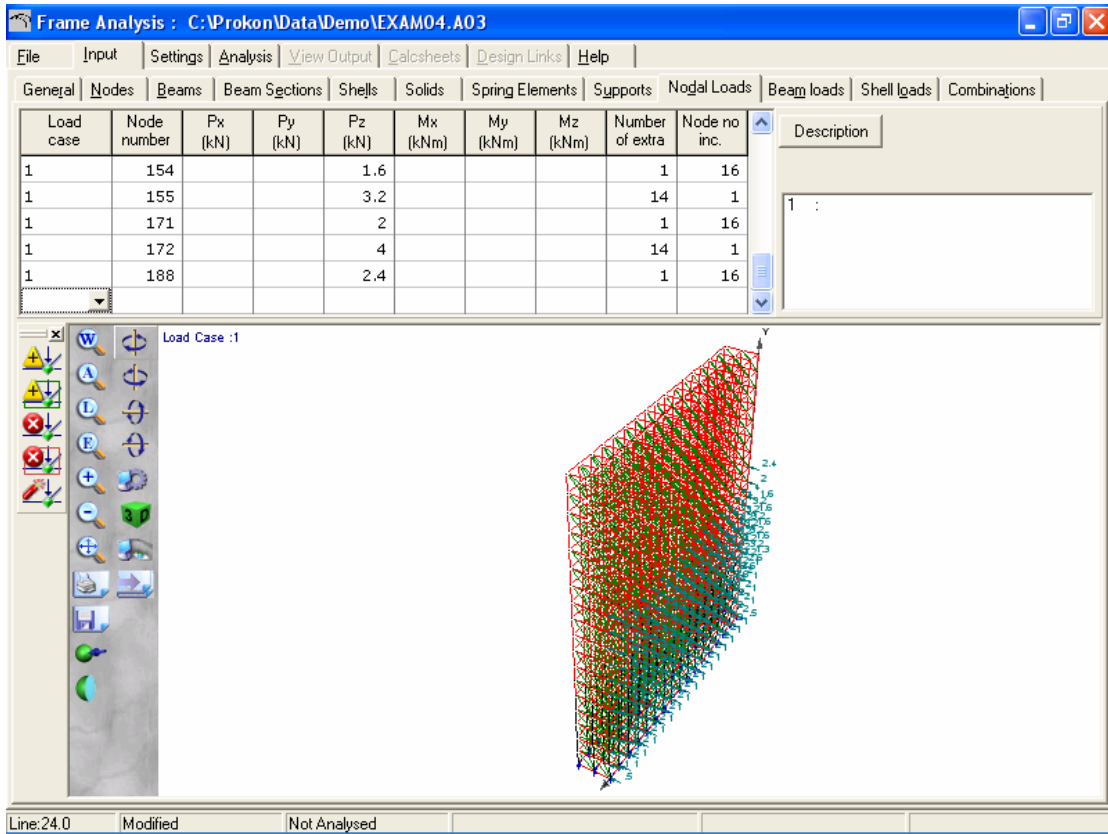 Frame Analysis : C:\Prokon\Data\Demo\EXAM04.A03
File Input Settings Analysis View Output Calcsheets Design Links Help
General Nodes Beams Beam Sections Shells Solids Spring Elements Supports Nodal Loads Beam loads Shell loads Combinations
Load case Node number Px (kN) Py (kN) Pz (kN) Mx (kNm) My (kNm) Mz (kNm) Number of extra Node no inc.
Description
1 154 1.6 1 16
1 155 3.2 14 1
1 171 2 1 16
1 172 4 14 1
1 188 2.4 1 16
1 :
Load Case :1
W
A
L
E
3D
Y
2.4
2
1.6
.5
Line:24.0 Modified Not Analysed